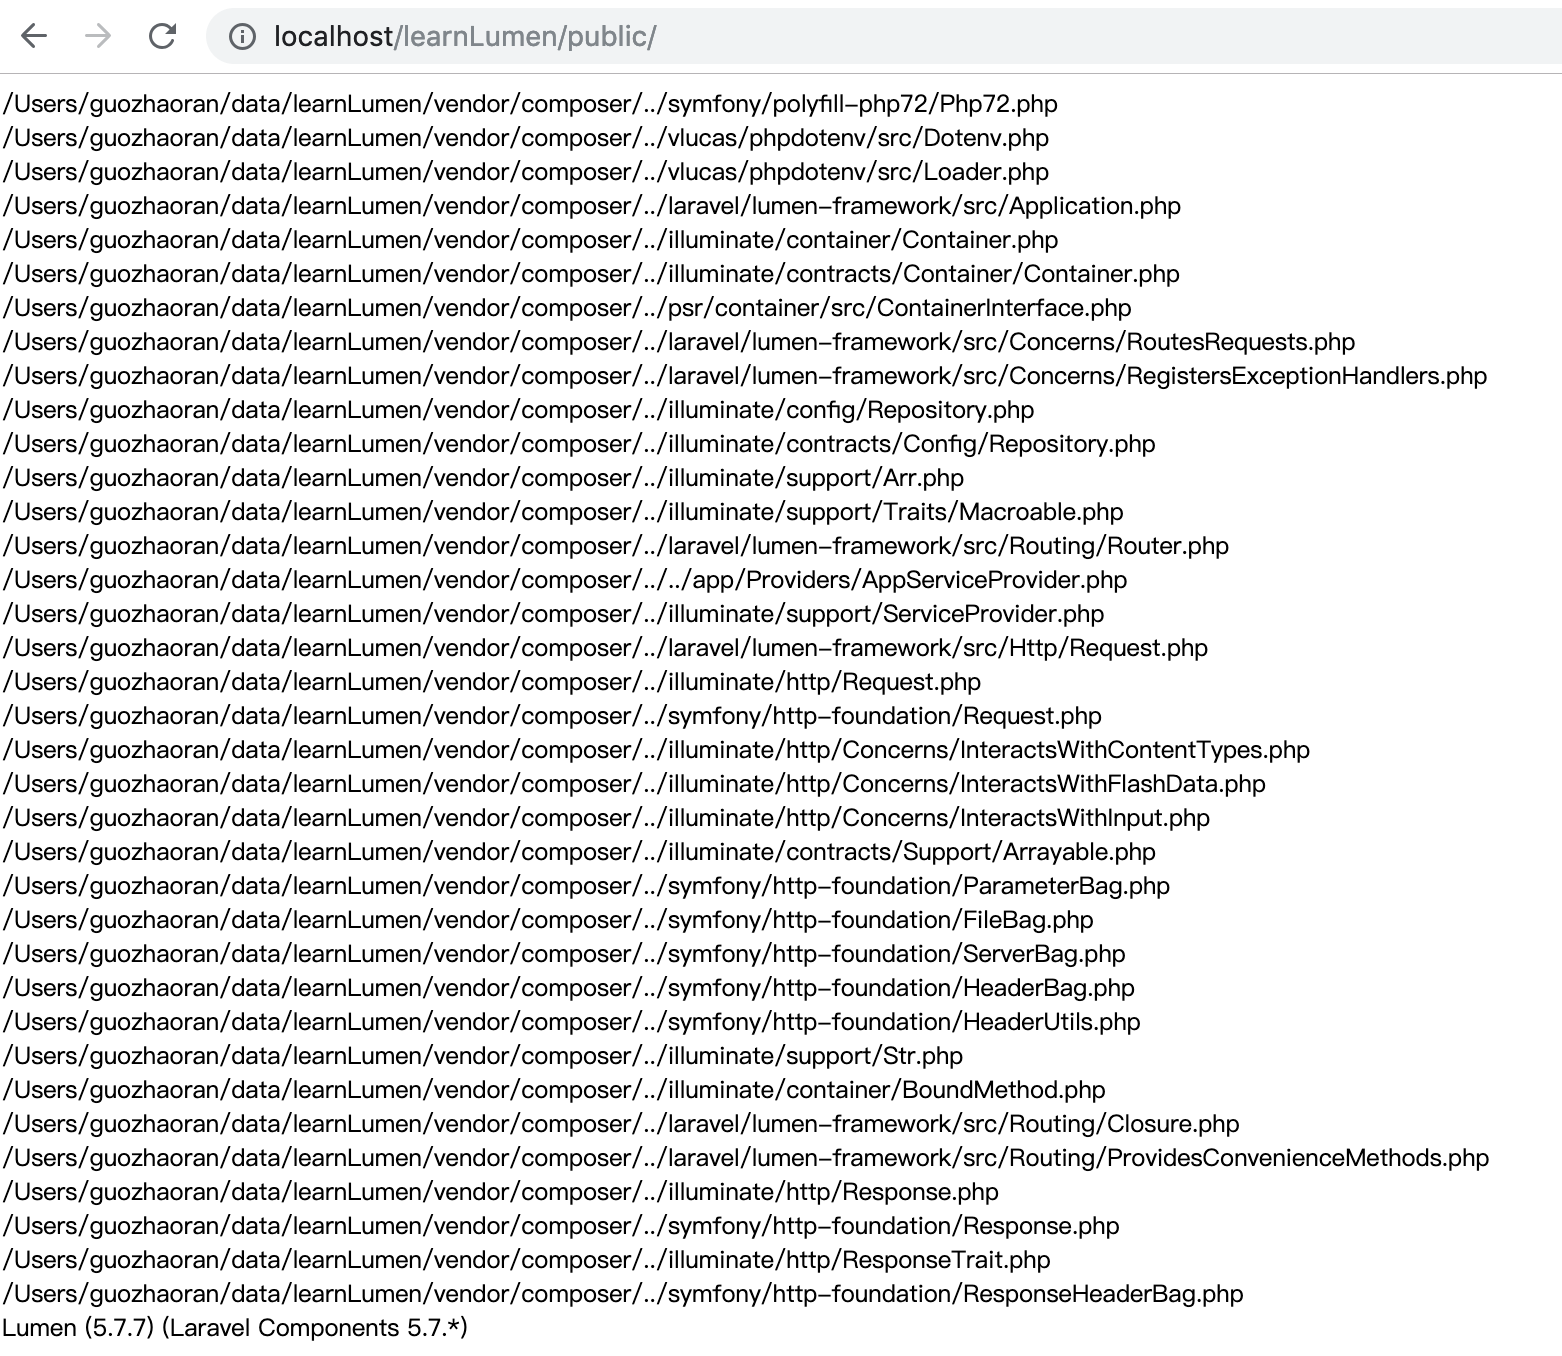 localhost/learnLumen/public/
/Users/guozhaoran/data/learnLumen/vendor/composer/../symfony/polyfill-php72/Php72.php
/Users/guozhaoran/data/learnLumen/vendor/composer/../vlucas/phpdotenv/src/Dotenv.php
/Users/guozhaoran/data/learnLumen/vendor/composer/../vlucas/phpdotenv/src/Loader.php
/Users/guozhaoran/data/learnLumen/vendor/composer/../laravel/lumen-framework/src/Application.php
/Users/guozhaoran/data/learnLumen/vendor/composer/../illuminate/container/Container.php
/Users/guozhaoran/data/learnLumen/vendor/composer/../illuminate/contracts/Container/Container.php
/Users/guozhaoran/data/learnLumen/vendor/composer/../psr/container/src/ContainerInterface.php
/Users/guozhaoran/data/learnLumen/vendor/composer/../laravel/lumen-framework/src/Concerns/RoutesRequests.php
/Users/guozhaoran/data/learnLumen/vendor/composer/../laravel/lumen-framework/src/Concerns/RegistersExceptionHandlers.php
/Users/guozhaoran/data/learnLumen/vendor/composer/../illuminate/config/Repository.php
/Users/guozhaoran/data/learnLumen/vendor/composer/../illuminate/contracts/Config/Repository.php
/Users/guozhaoran/data/learnLumen/vendor/composer/../illuminate/support/Arr.php
/Users/guozhaoran/data/learnLumen/vendor/composer/../illuminate/support/Traits/Macroable.php
/Users/guozhaoran/data/learnLumen/vendor/composer/../laravel/lumen-framework/src/Routing/Router.php
/Users/guozhaoran/data/learnLumen/vendor/composer/../../app/Providers/AppServiceProvider.php
/Users/guozhaoran/data/learnLumen/vendor/composer/../illuminate/support/ServiceProvider.php
/Users/guozhaoran/data/learnLumen/vendor/composer/../laravel/lumen-framework/src/Http/Request.php
/Users/guozhaoran/data/learnLumen/vendor/composer/../illuminate/http/Request.php
/Users/guozhaoran/data/learnLumen/vendor/composer/../symfony/http-foundation/Request.php
/Users/guozhaoran/data/learnLumen/vendor/composer/../illuminate/http/Concerns/InteractsWithContentTypes.php
/Users/guozhaoran/data/learnLumen/vendor/composer/../illuminate/http/Concerns/InteractsWithFlashData.php
/Users/guozhaoran/data/learnLumen/vendor/composer/../illuminate/http/Concerns/InteractsWithInput.php
/Users/guozhaoran/data/learnLumen/vendor/composer/../illuminate/contracts/Support/Arrayable.php
/Users/guozhaoran/data/learnLumen/vendor/composer/../symfony/http-foundation/ParameterBag.php
/Users/guozhaoran/data/learnLumen/vendor/composer/../symfony/http-foundation/FileBag.php
/Users/guozhaoran/data/learnLumen/vendor/composer/../symfony/http-foundation/ServerBag.php
/Users/guozhaoran/data/learnLumen/vendor/composer/../symfony/http-foundation/HeaderBag.php
/Users/guozhaoran/data/learnLumen/vendor/composer/../symfony/http-foundation/HeaderUtils.php
/Users/guozhaoran/data/learnLumen/vendor/composer/../illuminate/support/Str.php
/Users/guozhaoran/data/learnLumen/vendor/composer/../illuminate/container/BoundMethod.php
/Users/guozhaoran/data/learnLumen/vendor/composer/../laravel/lumen-framework/src/Routing/Closure.php
/Users/guozhaoran/data/learnLumen/vendor/composer/../laravel/lumen-framework/src/Routing/ProvidesConvenienceMethods.php
/Users/guozhaoran/data/learnLumen/vendor/composer/../illuminate/http/Response.php
/Users/guozhaoran/data/learnLumen/vendor/composer/../symfony/http-foundation/Response.php
/Users/guozhaoran/data/learnLumen/vendor/composer/../illuminate/http/ResponseTrait.php
/Users/guozhaoran/data/learnLumen/vendor/composer/../symfony/http-foundation/ResponseHeaderBag.php
Lumen (5.7.7) (Laravel Components 5.7.*)